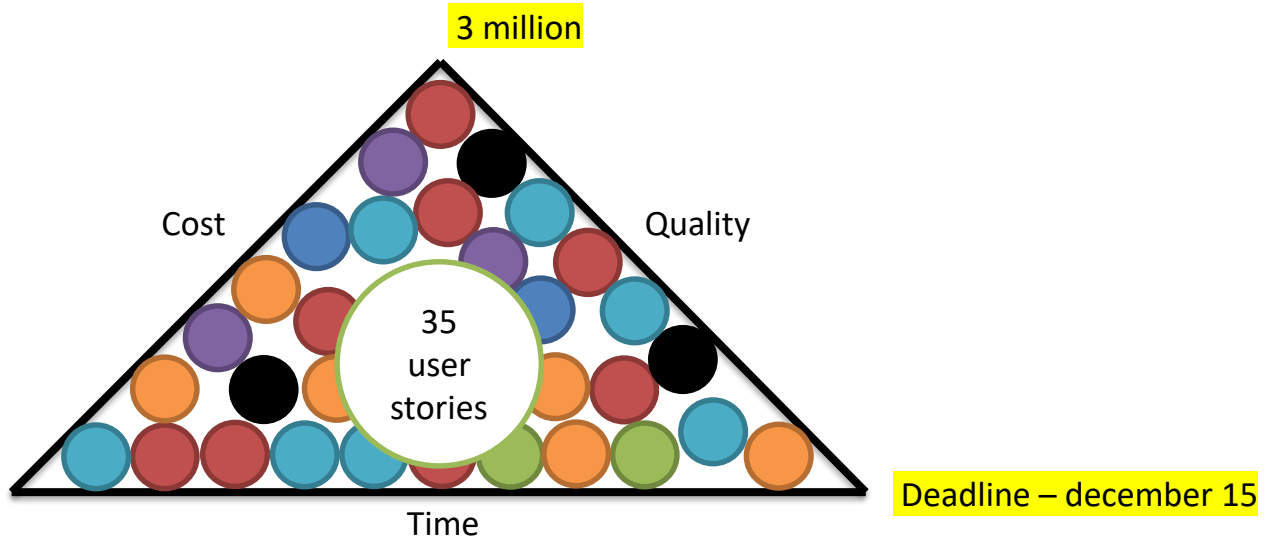 3 million
Cost
Quality
35
user
stories
Deadline – december 15
Time